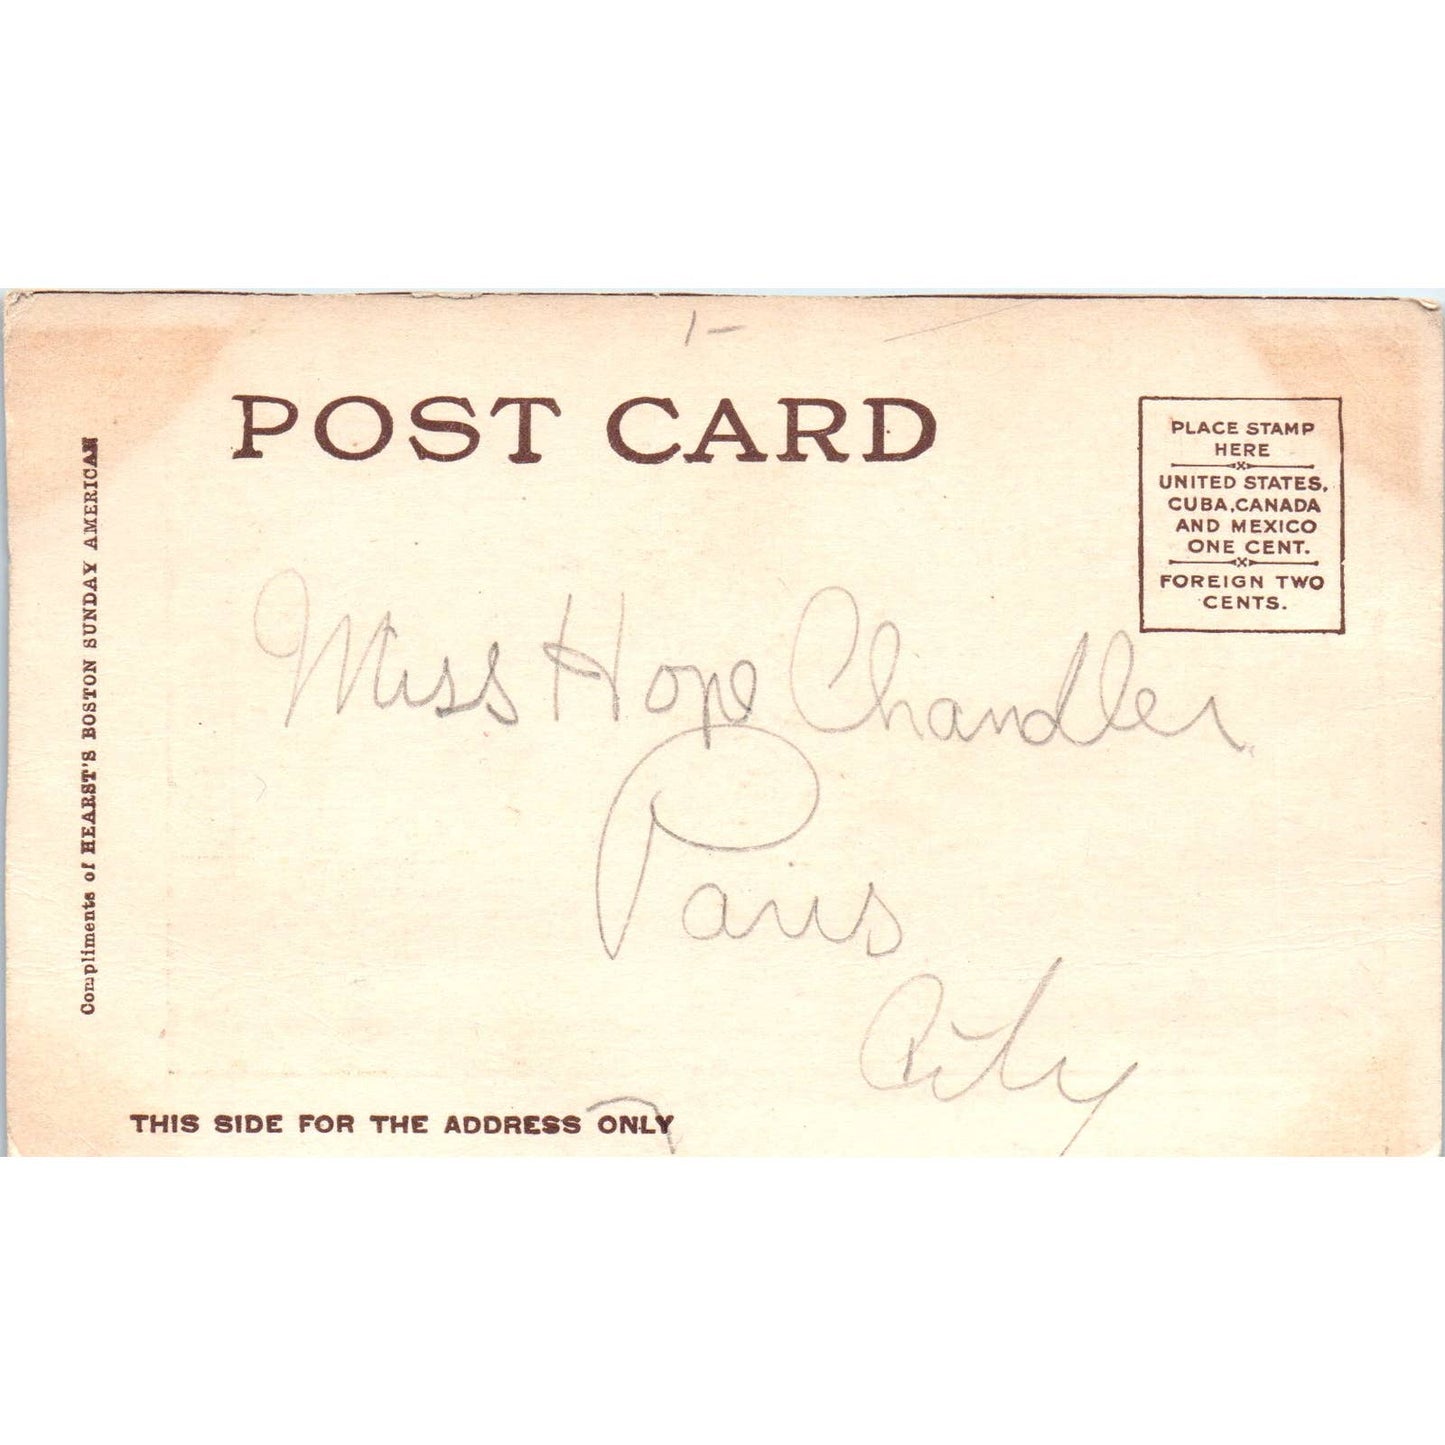 1-
POST CARD
PLACE STAMP
HERE
UNITED STATES,
CUBA, CANADA
AND MEXICO
ONE CENT.
FOREIGN TWO
CENTS.
Compliments of HEARST'S BOSTON SUNDAY AMERICAN
Miss Hope Chandler
Paris
City
THIS SIDE FOR THE ADDRESS ONLY